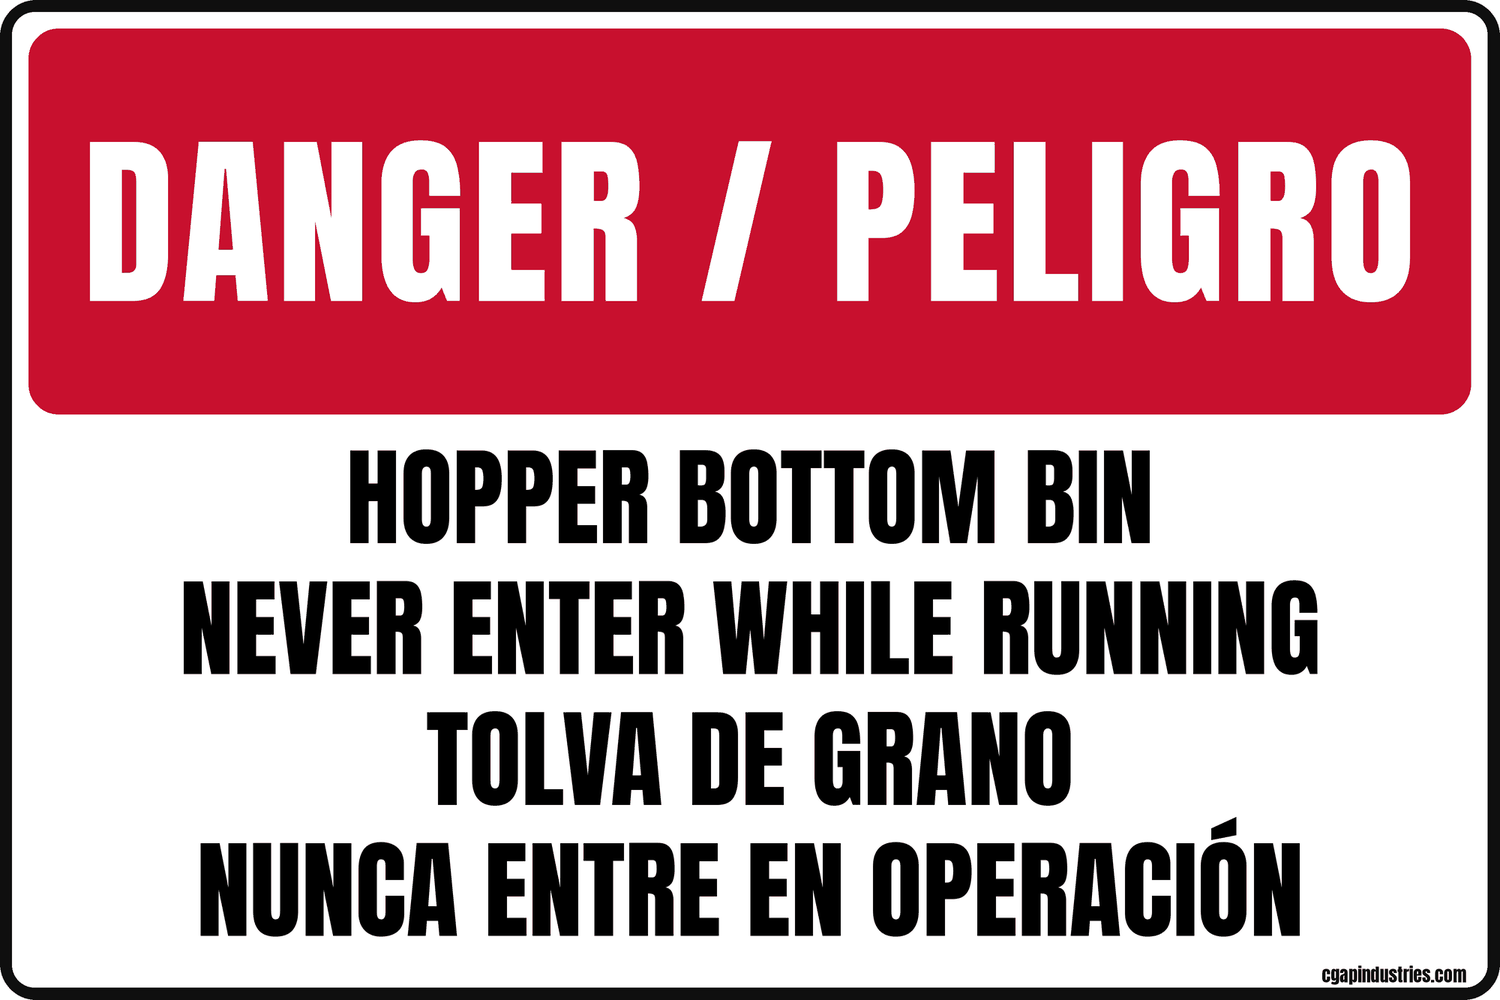 DANGER / PELIGRO
HOPPER BOTTOM BIN
NEVER ENTER WHILE RUNNING
TOLVA DE GRANO
NUNCA ENTRE EN OPERACIÓN
cgapindustries.com